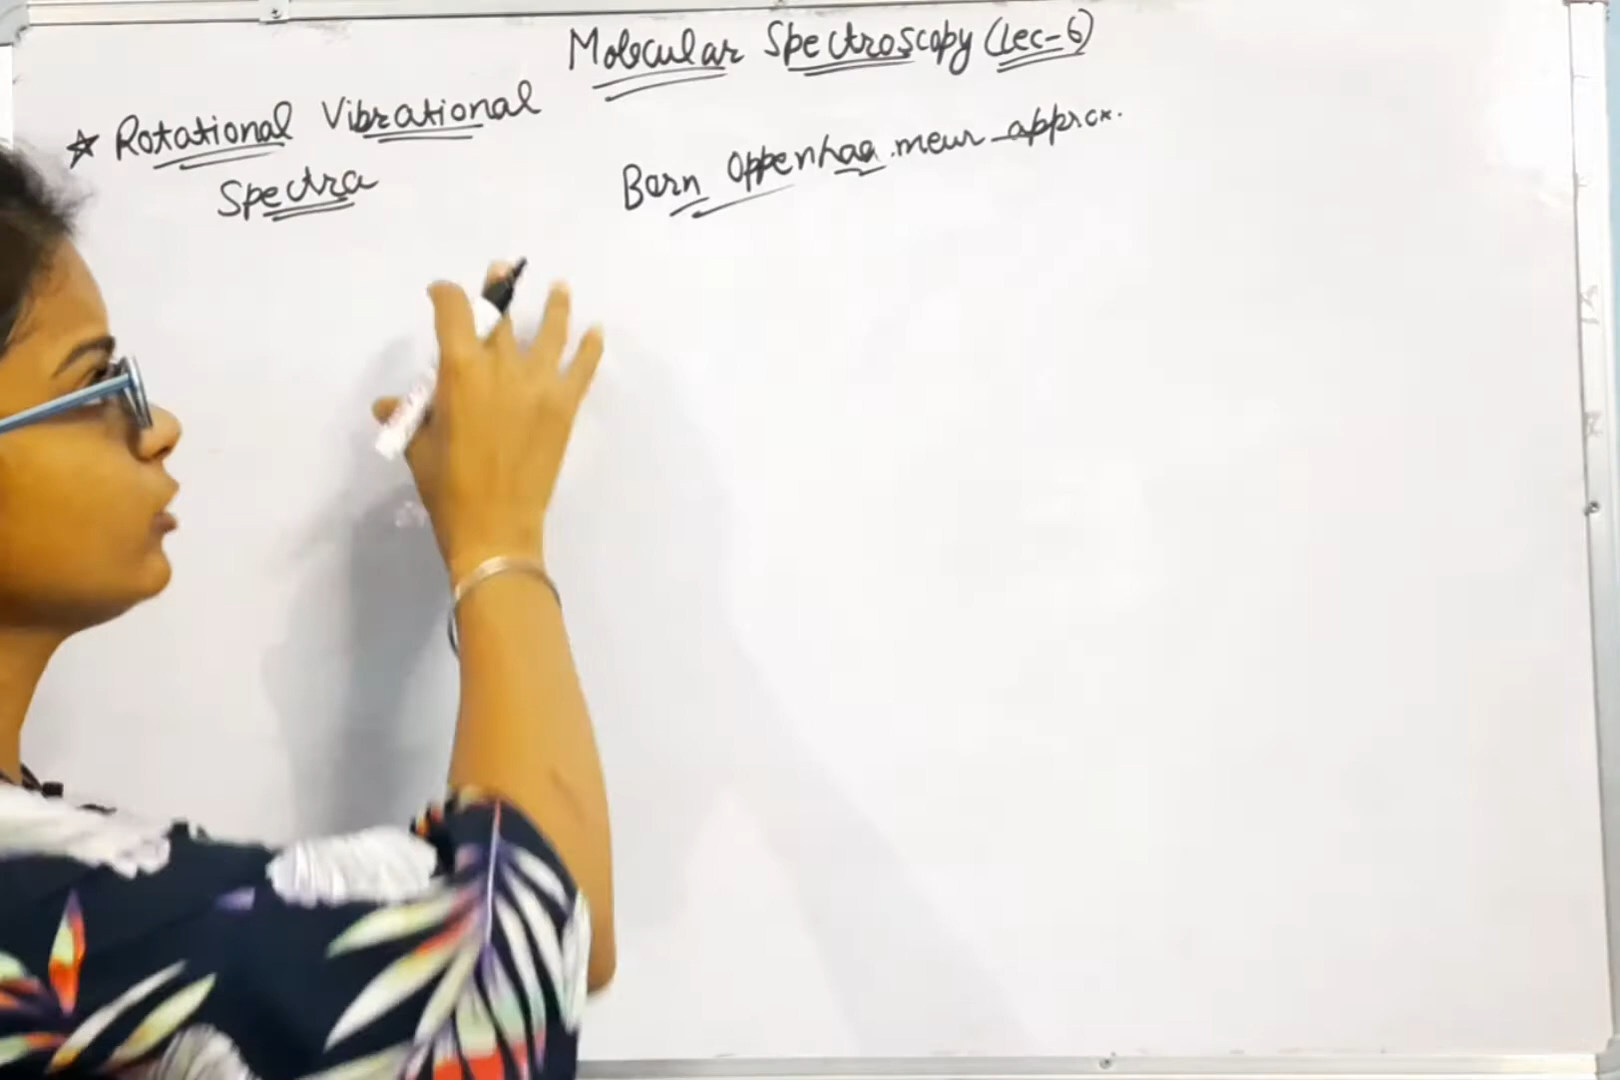 Molecular Spectroscopy (Lec-6)
☆ Rotational Vibrational
Spectra
Born Oppenhaa.meur approx.